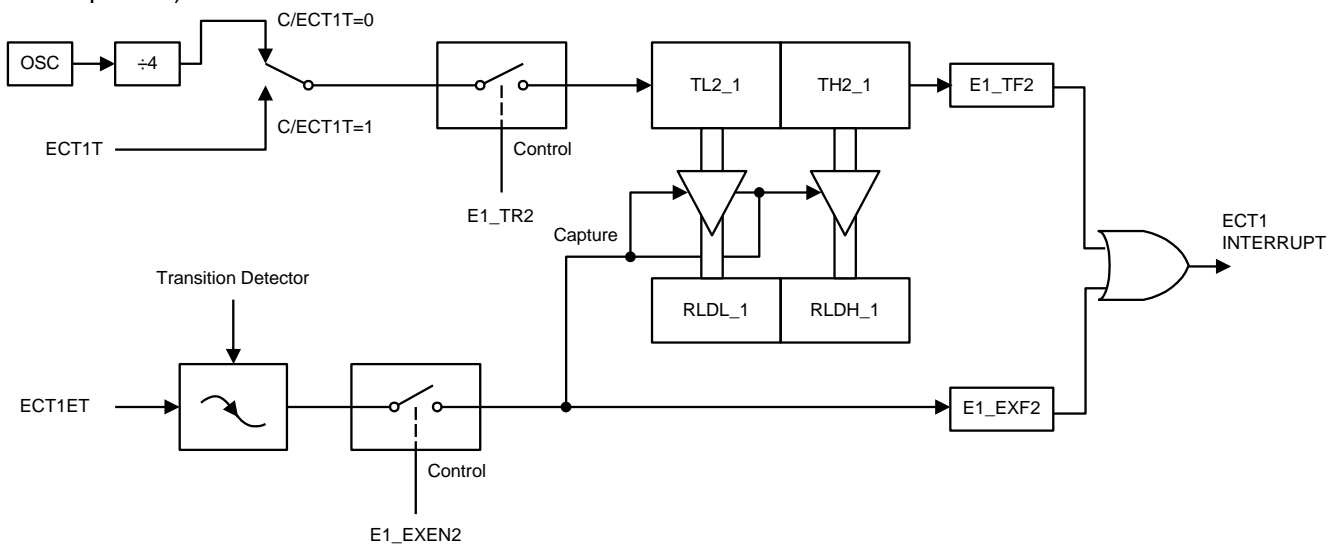 C/ECT1T=0
OSC
÷4
TL2_1
TH2_1
E1_TF2
C/ECT1T=1
ECT1T
Control
E1_TR2
Capture
ECT1
INTERRUPT
Transition Detector
RLDL_1
RLDH_1
ECT1ET
E1_EXF2
Control
E1_EXEN2